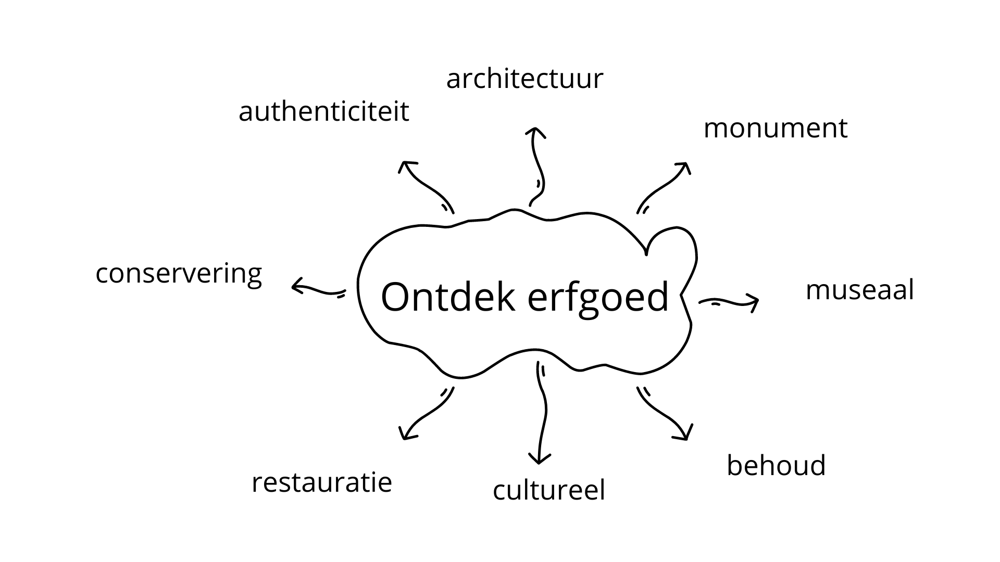 architectuur
authenticiteit
monument
conservering
Ontdek erfgoed
museaal
restauratie
cultureel
behoud